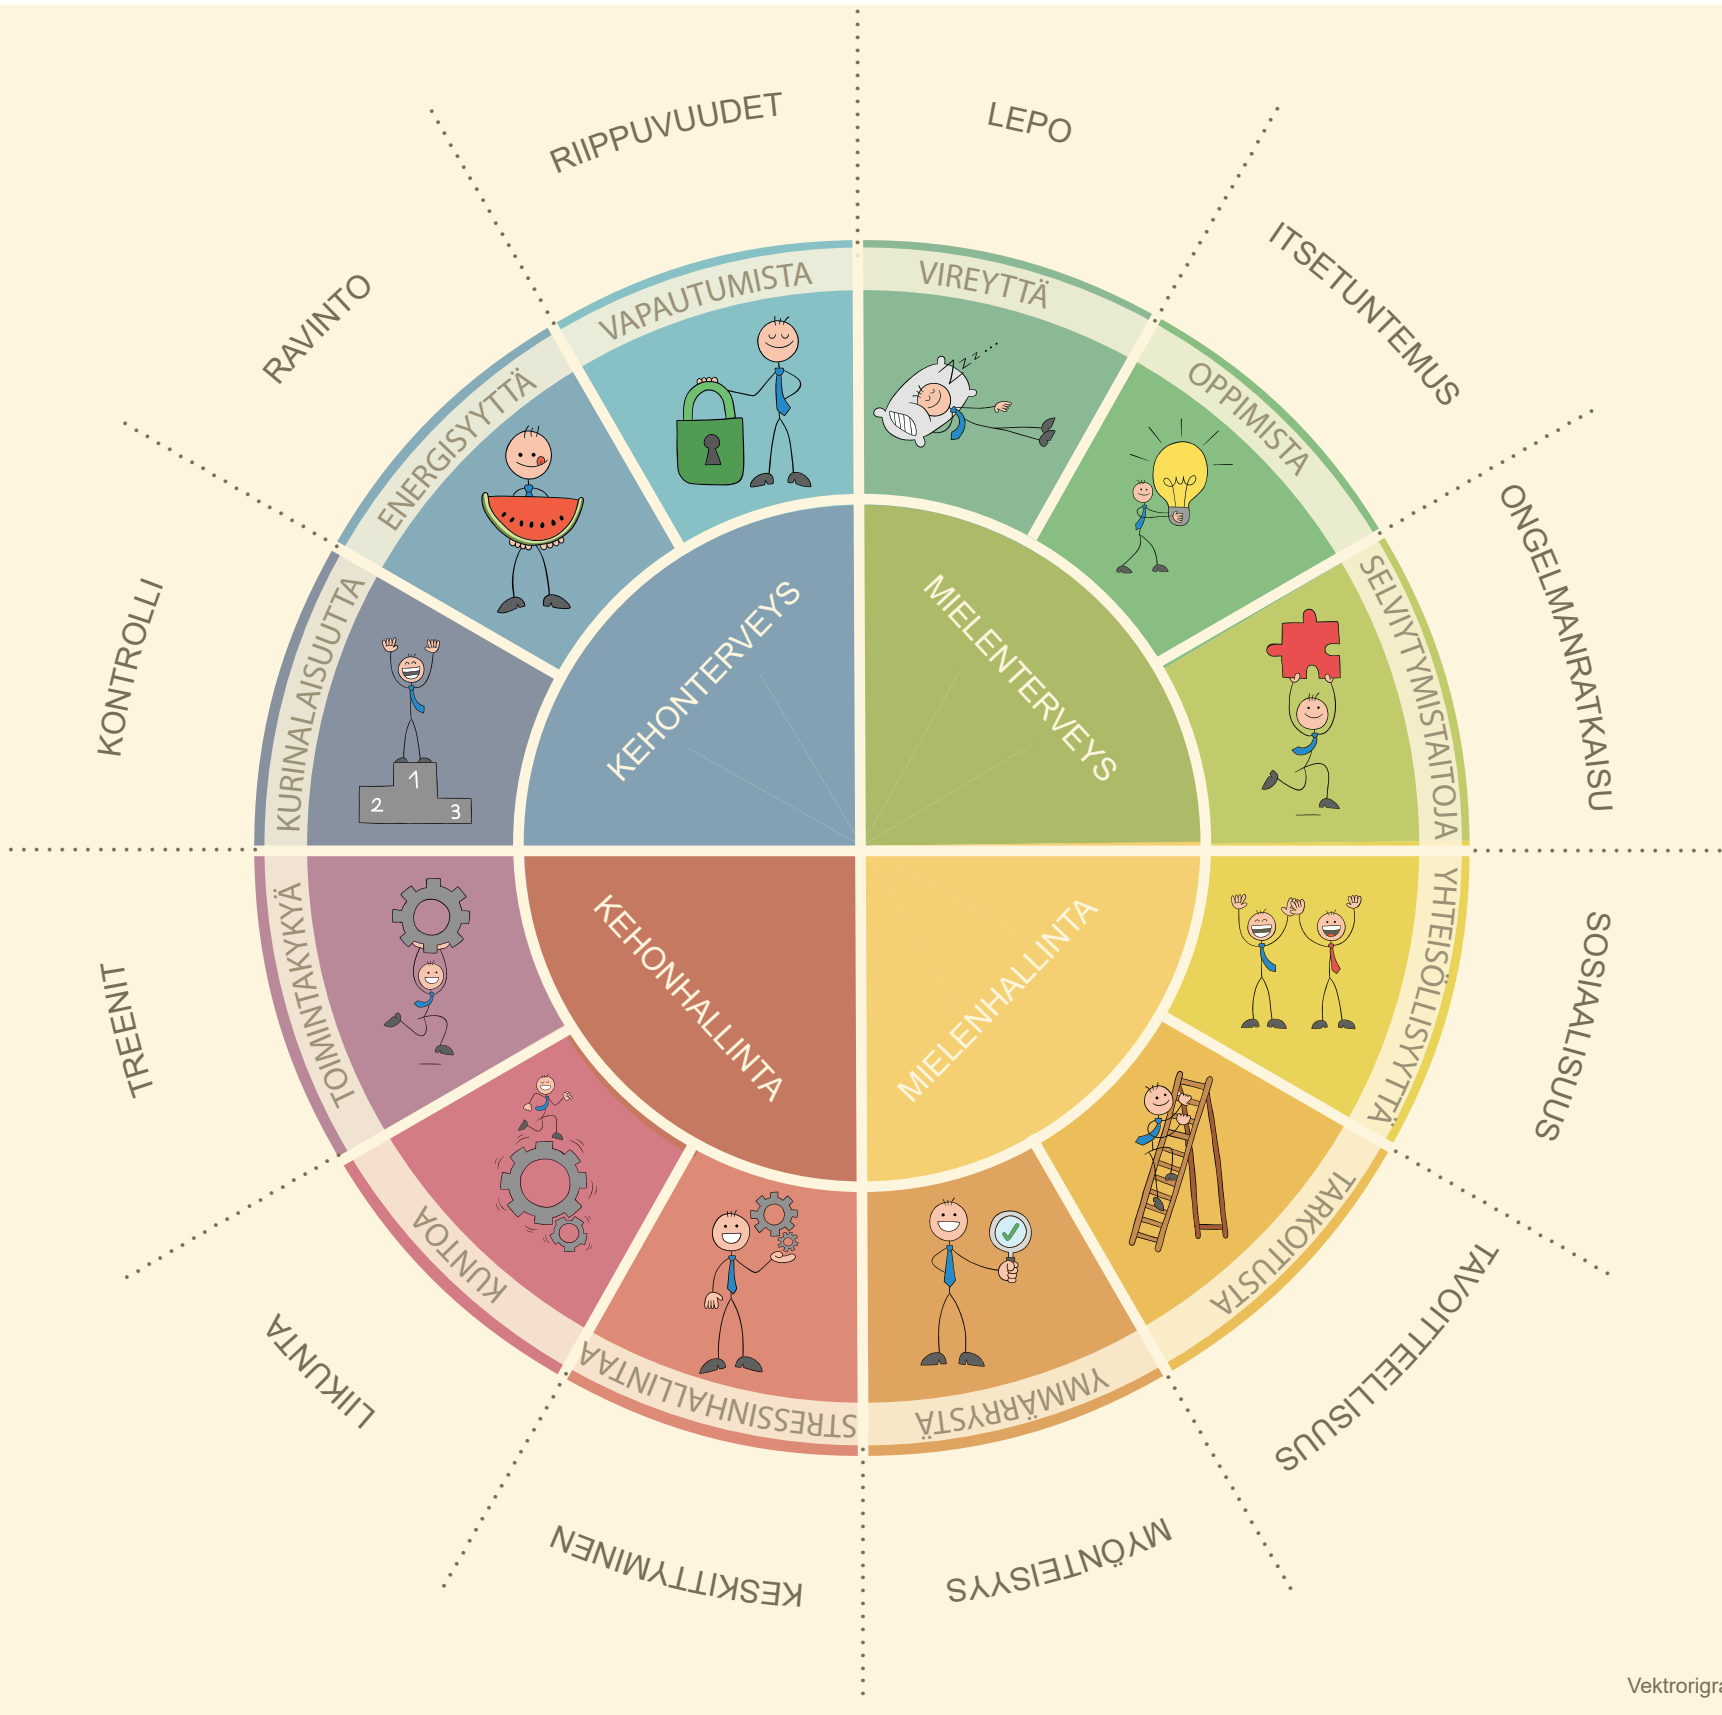 RIIPPUVUUDET
LEPO
ITSETUNTEMUS
ONGELMANRATKAISU
SOSIAALISUUS
TAVOITTEELLISUUS
MYÖNTEISYYS
KESKITTYMINEN
LIIKUNTA
TREENIT
KONTROLLI
RAVINTO
VAPAUTUMISTA
VIREYTTÄ
OPPIMISTA
SELVIYTYMISTAITOJA
YHTEISÖLLISYYTTÄ
TARKOITUSTA
YMMÄRRYSTÄ
STRESSINHALLINTAA
KUNTOA
TOIMINTAKYKYÄ
KURINALAISUUTTA
ENERGISYYTTÄ
1
2
3
KEHONTERVEYS
MIELENTERVEYS
MIELENHALLINTA
KEHONHALLINTA
Vektrorigra